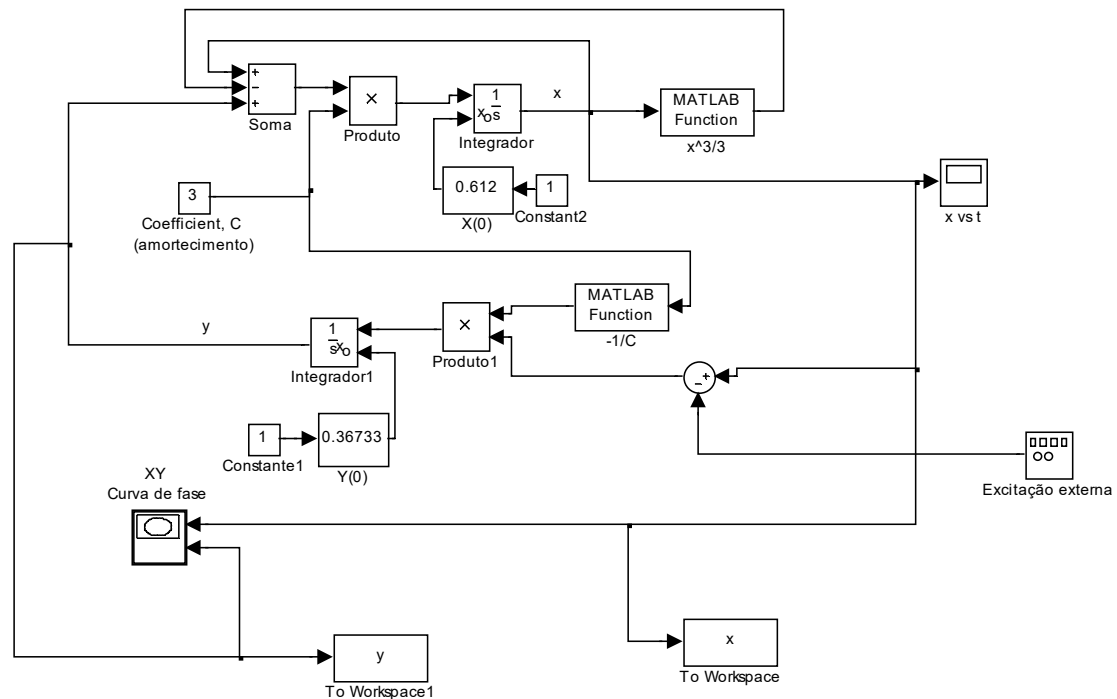 +
−
+
Soma
×
Produto
1
s
xo
Integrador
x
MATLAB
Function
x^3/3
0.612
X(0)
1
Constant2
x vs t
3
Coefficient, C
(amortecimento)
MATLAB
Function
-1/C
y
1
s
xo
Integrador1
×
Produto1
+
−
1
Constante1
0.36733
Y(0)
Excitação externa
XY
Curva de fase
y
To Workspace1
x
To Workspace